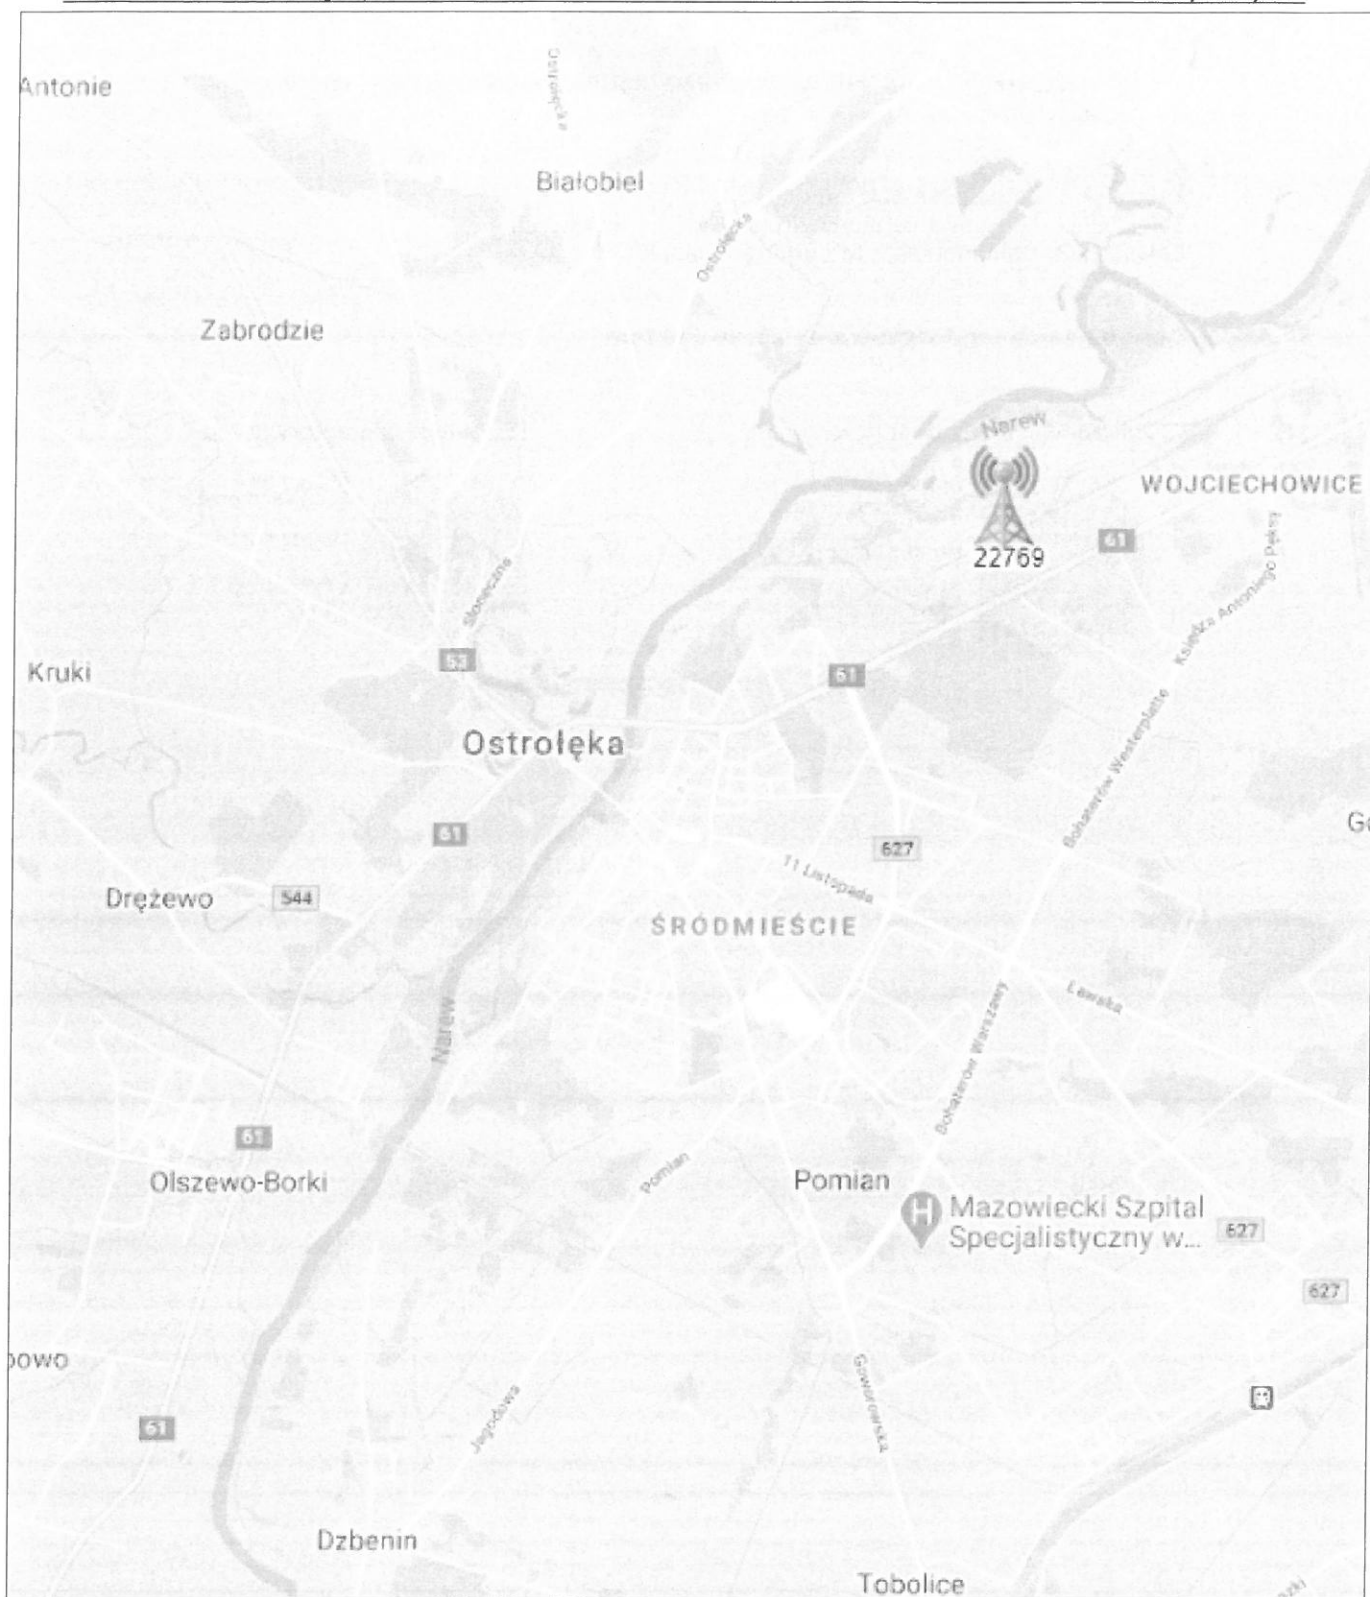 Antonie
Ostrołęcka
Białobiel
Ostrołęcka
Zabrodzie
Narew
WOJCIECHOWICE
61
22769
Słoneczna
Księdza Antoniego Pęksy
53
Kruki
61
Ostrołęka
Bohaterów Westerplatte
61
627
11 Listopada
Drężewo
544
ŚRÓDMIEŚCIE
Ławska
Narew
Bohaterów Warszawy
61
Olszewo-Borki
Pomian
Pomian
H
Mazowiecki Szpital
Specjalistyczny w...
627
627
Goworowska
61
Jagodowa
Dzbenin
Tobolice